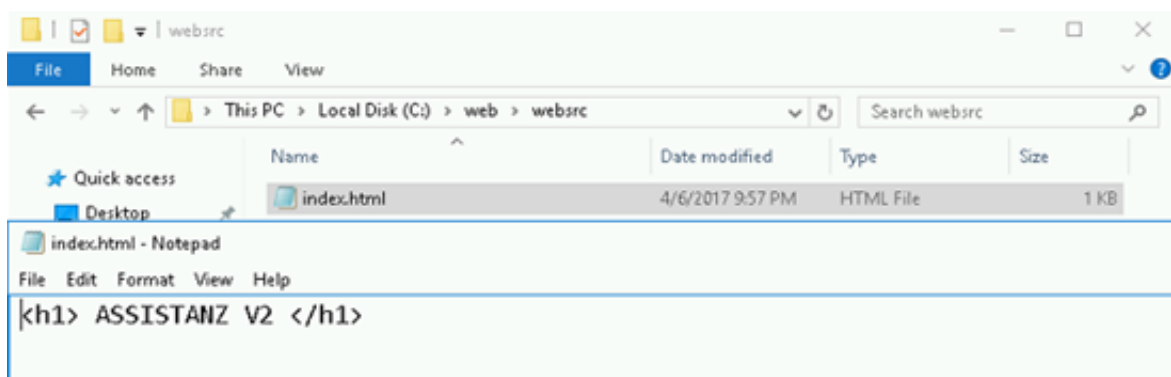 websrc
File Home Share View
This PC > Local Disk (C:) > web > websrc Search websrc
Name Date modified Type Size
Quick access
index.html 4/6/2017 9:57 PM HTML File 1 KB
Desktop
index.html - Notepad
File Edit Format View Help
<h1> ASSISTANZ V2 </h1>